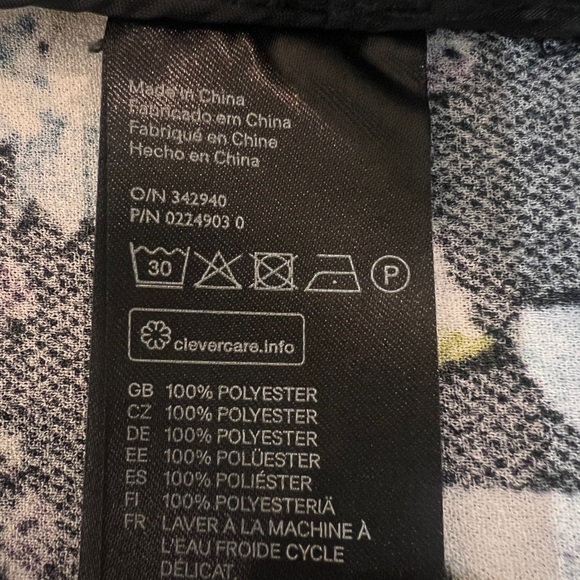 Made in China
Fabricado em China
Fabriqué en Chine
Hecho en China
O/N 342940
P/N 0224903 0
30
P
clevercare.info
GB 100% POLYESTER
CZ 100% POLYESTER
DE 100% POLYESTER
EE 100% POLÜESTER
ES 100% POLIÉSTER
FI 100% POLYESTERIÄ
FR LAVER À LA MACHINE À
L'EAU FROIDE CYCLE
DÉLICAT.